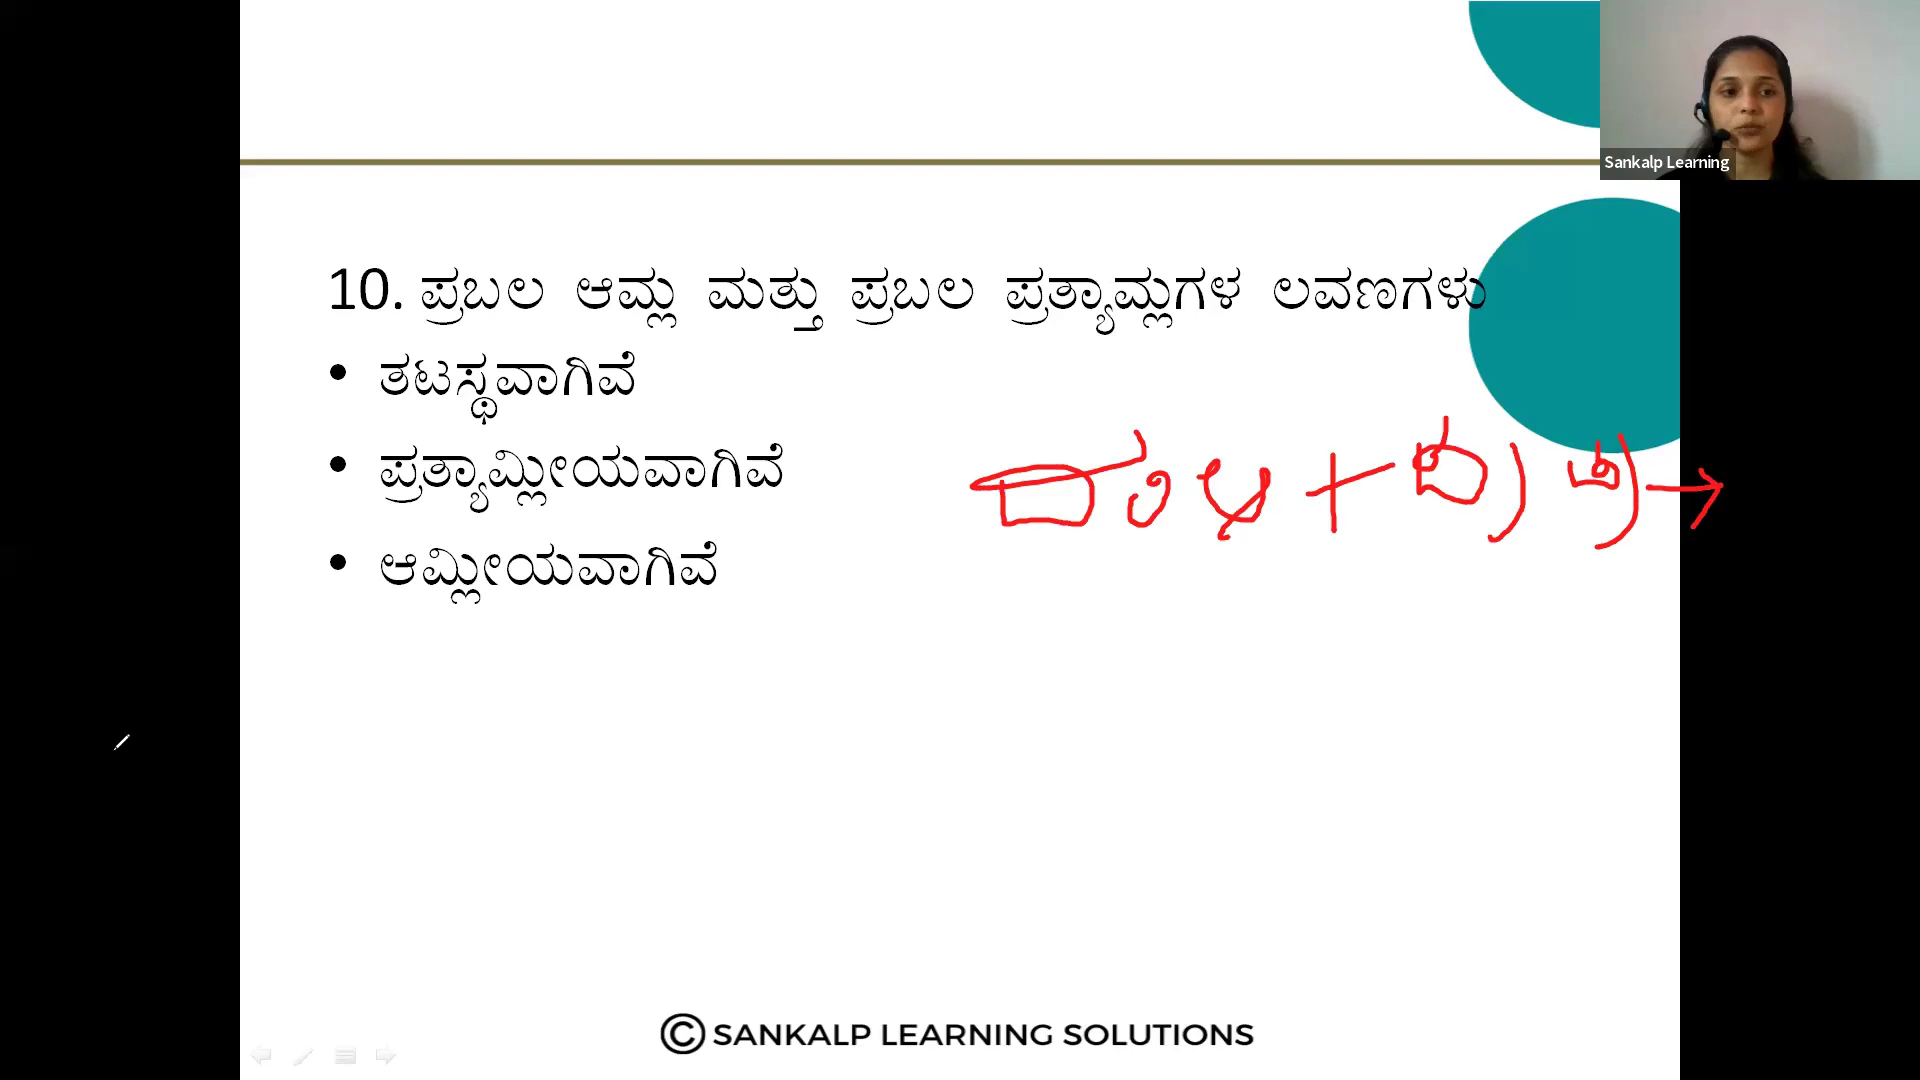 Sankalp Learning
10. ಪ್ರಬಲ ಆಮ್ಲ ಮತ್ತು ಪ್ರಬಲ ಪ್ರತ್ಯಾಮ್ಲಗಳ ಲವಣಗಳು
• ತಟಸ್ಥವಾಗಿವೆ
• ಪ್ರತ್ಯಾಮ್ಲೀಯವಾಗಿವೆ
• ಆಮ್ಲೀಯವಾಗಿವೆ
© SANKALP LEARNING SOLUTIONS